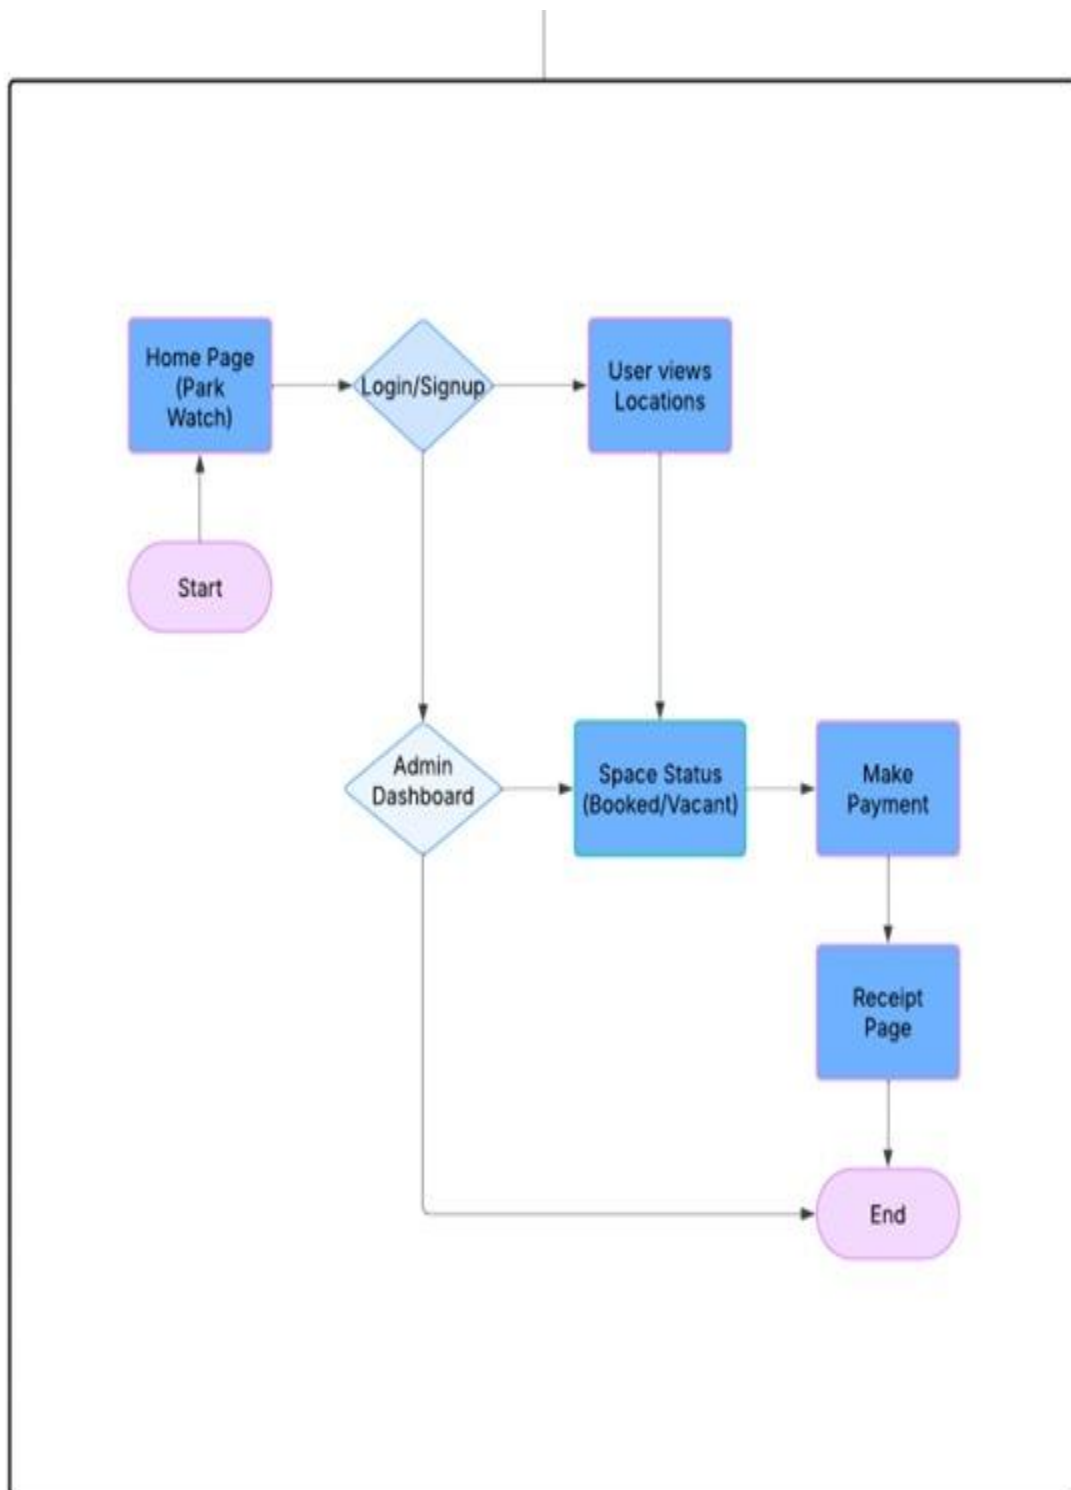 Home Page
(Park
Watch)
Login/Signup
User views
Locations
Start
Admin
Dashboard
Space Status
(Booked/Vacant)
Make
Payment
Receipt
Page
End